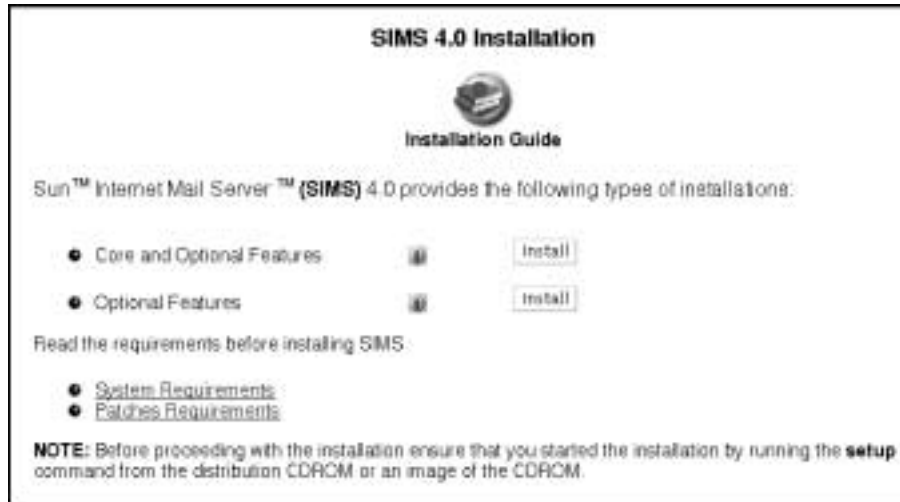 SIMS 4.0 Installation
Installation Guide
Sun™ Internet Mail Server ™ (SIMS) 4.0 provides the following types of installations:
Core and Optional Features Install
Optional Features Install
Read the requirements before installing SIMS
System Requirements
Patches Requirements
NOTE: Before proceeding with the installation ensure that you started the installation by running the setup
command from the distribution CDROM or an image of the CDROM.